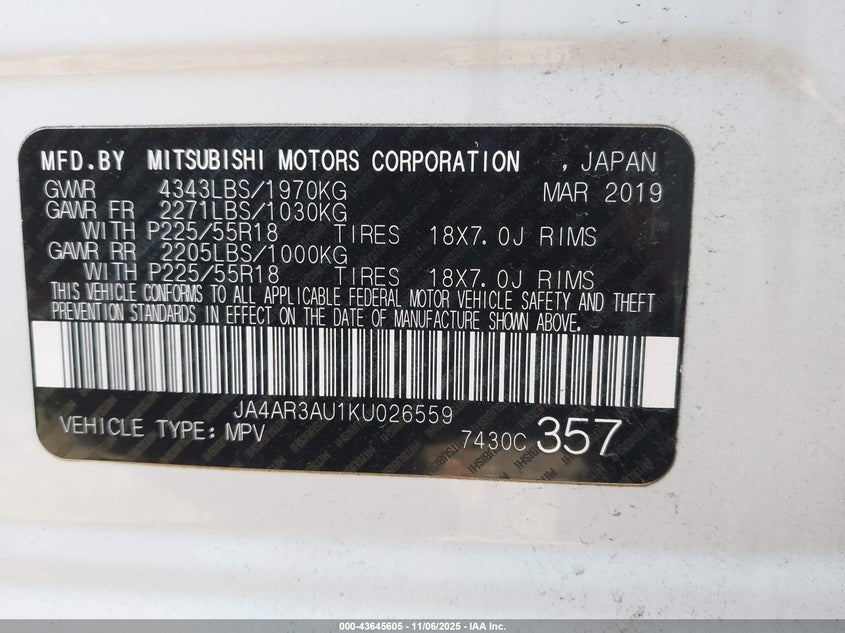 MFD.BY MITSUBISHI MOTORS CORPORATION , JAPAN
GVWR 4343LBS/1970KG MAR 2019
GAWR FR 2271LBS/1030KG
WITH P225/55R18 TIRES 18X7.0J RIMS
GAWR RR 2205LBS/1000KG
WITH P225/55R18 TIRES 18X7.0J RIMS
THIS VEHICLE CONFORMS TO ALL APPLICABLE FEDERAL MOTOR VEHICLE SAFETY AND THEFT
PREVENTION STANDARDS IN EFFECT ON THE DATE OF MANUFACTURE SHOWN ABOVE.
JA4AR3AU1KU026559
VEHICLE TYPE: MPV 7430C 357
000-43645605 - 11/06/2025 - IAA Inc.